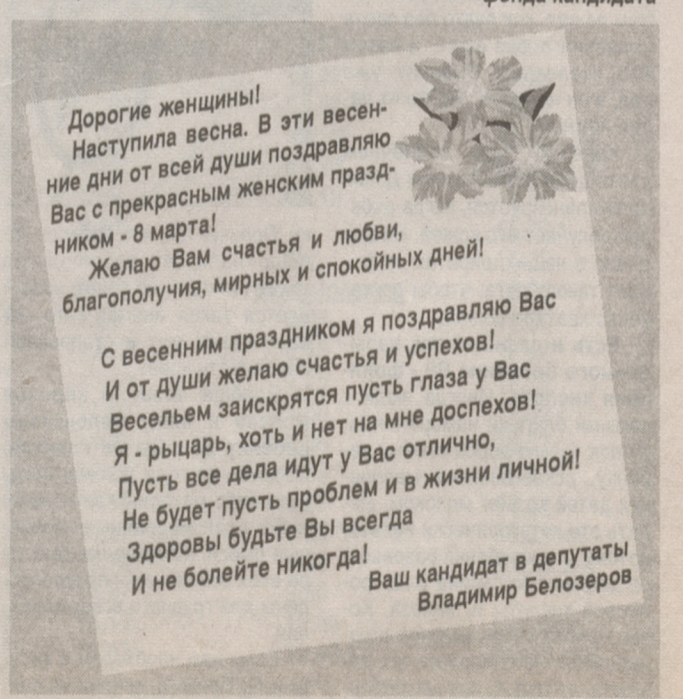 фонда кандидата
Дорогие женщины!
Наступила весна. В эти весен-
ние дни от всей души поздравляю
Вас с прекрасным женским празд-
ником - 8 марта!
Желаю Вам счастья и любви,
благополучия, мирных и спокойных дней!
С весенним праздником я поздравляю Вас
И от души желаю счастья и успехов!
Весельем заискрятся пусть глаза у Вас
Я - рыцарь, хоть и нет на мне доспехов!
Пусть все дела идут у Вас отлично,
Не будет пусть проблем и в жизни личной!
Здоровы будьте Вы всегда
И не болейте никогда!
Ваш кандидат в депутаты
Владимир Белозеров